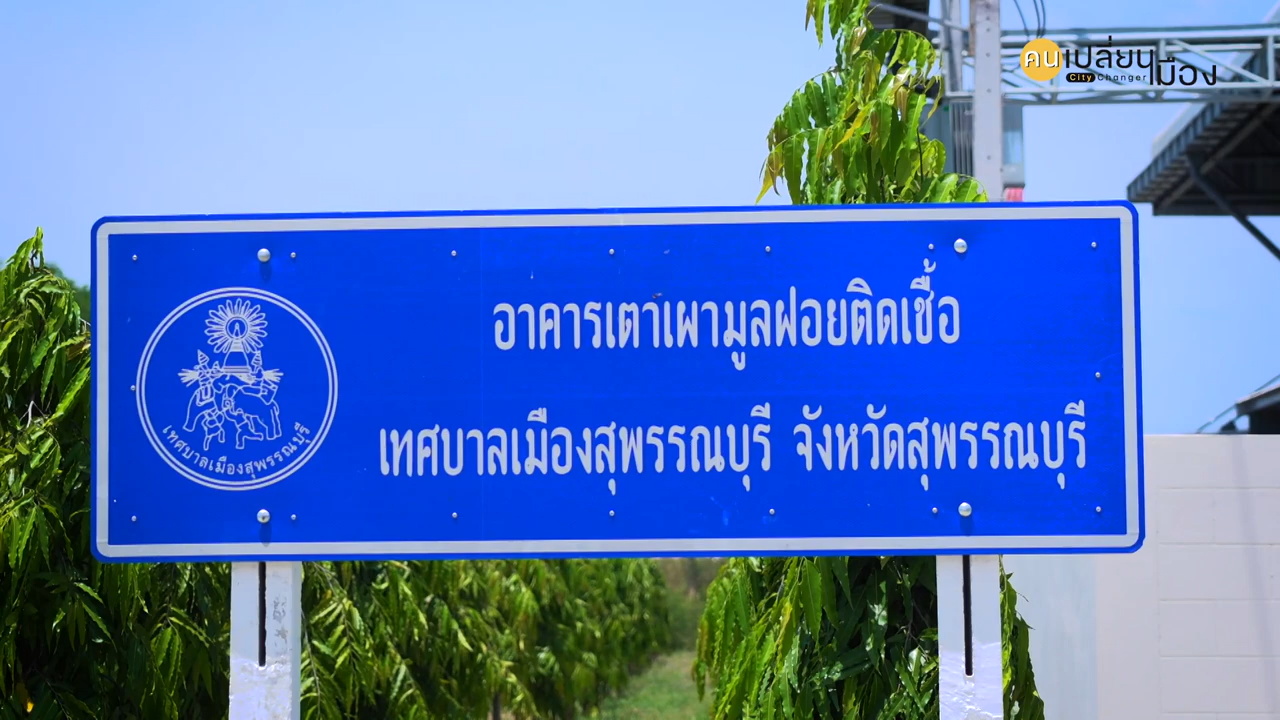 คนเปลี่ยนเมือง
City Changer
อาคารเตาเผามูลฝอยติดเชื้อ
เทศบาลเมืองสุพรรณบุรี จังหวัดสุพรรณบุรี
เทศบาลเมืองสุพรรณบุรี